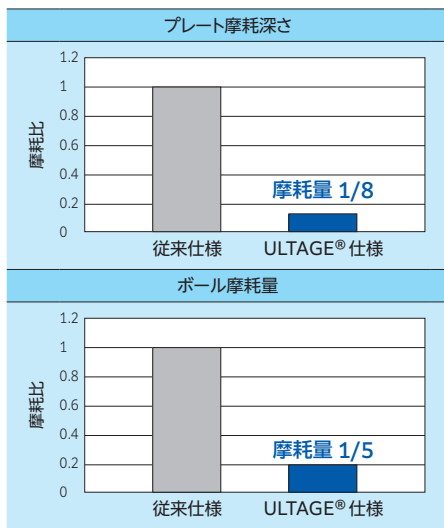 プレート摩耗深さ
1.2
1
0.8
0.6
0.4
0.2
0
摩耗比
摩耗量 1/8
従来仕様
ULTAGE®仕様
ボール摩耗量
1.2
1
0.8
0.6
0.4
0.2
0
摩耗比
摩耗量 1/5
従来仕様
ULTAGE®仕様